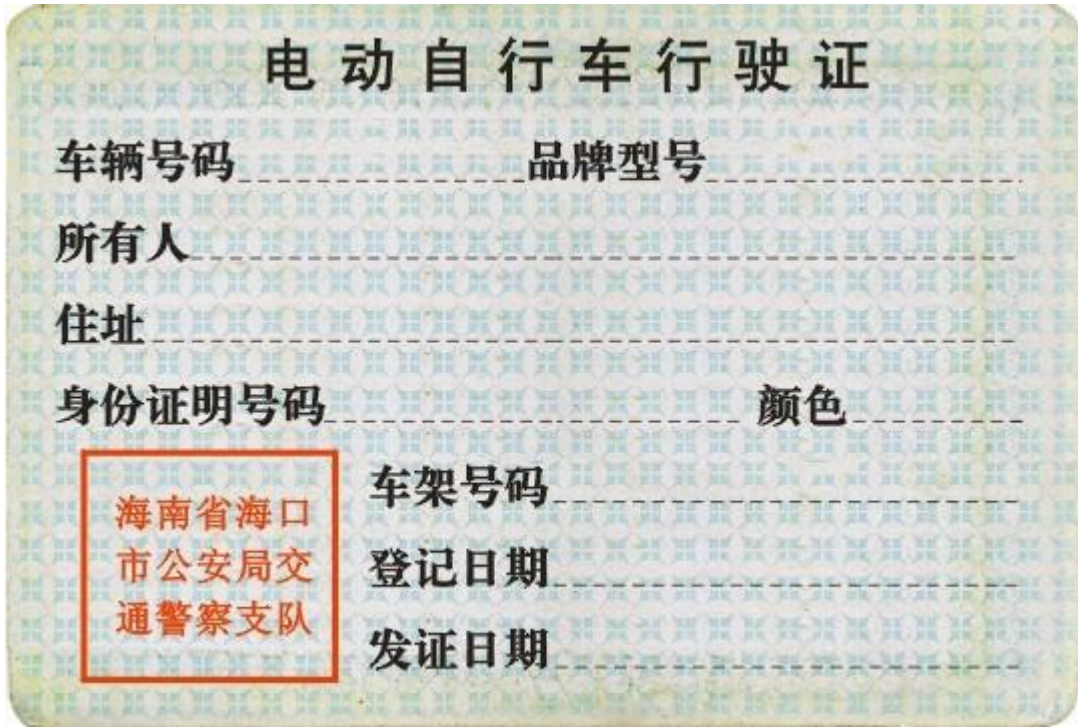 电动自行车行驶证
车辆号码 品牌型号
所有人
住址
身份证明号码 颜色
车架号码
登记日期
发证日期
海南省海口
市公安局交
通警察支队